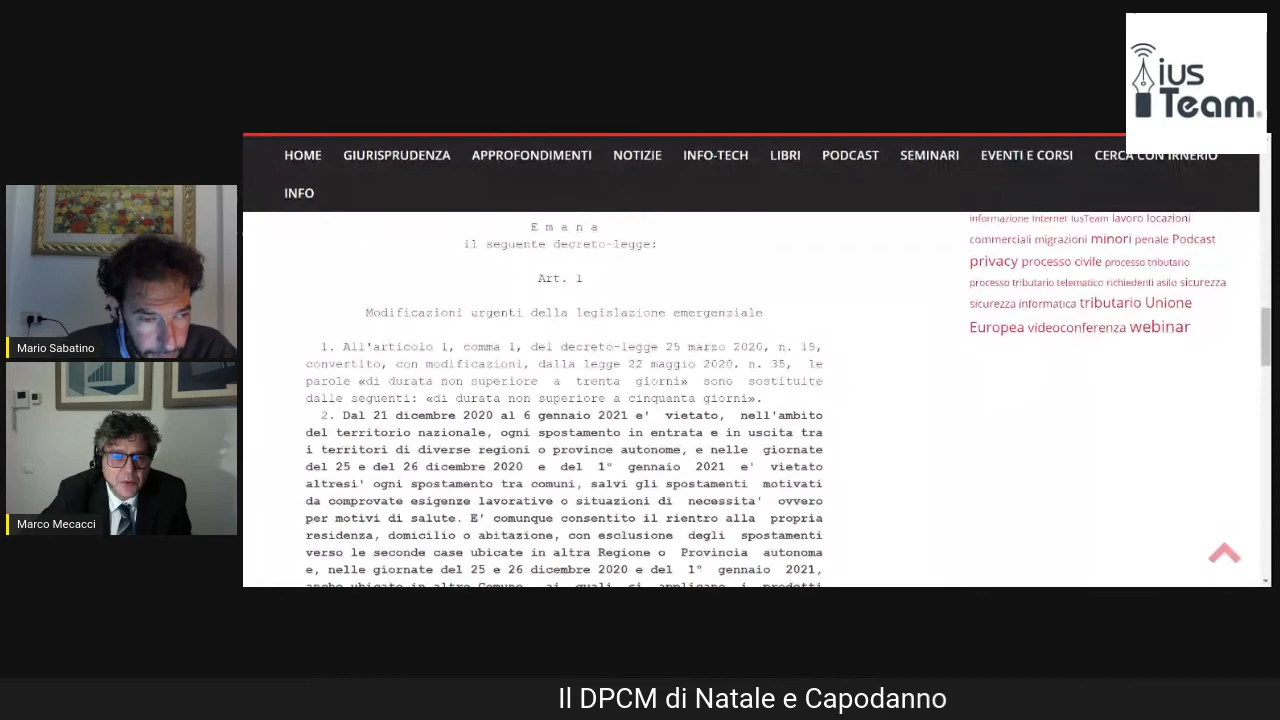 ius
Team®
HOME GIURISPRUDENZA APPROFONDIMENTI NOTIZIE INFO-TECH LIBRI PODCAST SEMINARI EVENTI E CORSI CERCA CON IRNERIO
INFO
E m a n a
il seguente decreto-legge:
Art. 1
Modificazioni urgenti della legislazione emergenziale
1. All'articolo 1, comma 1, del decreto-legge 25 marzo 2020, n. 19,
convertito, con modificazioni, dalla legge 22 maggio 2020, n. 35, le
parole «di durata non superiore a trenta giorni» sono sostituite
dalle seguenti: «di durata non superiore a cinquanta giorni».
2. Dal 21 dicembre 2020 al 6 gennaio 2021 e' vietato, nell'ambito
del territorio nazionale, ogni spostamento in entrata e in uscita tra
i territori di diverse regioni o province autonome, e nelle giornate
del 25 e del 26 dicembre 2020 e del 1° gennaio 2021 e' vietato
altresi' ogni spostamento tra comuni, salvi gli spostamenti motivati
da comprovate esigenze lavorative o situazioni di necessita' ovvero
per motivi di salute. E' comunque consentito il rientro alla propria
residenza, domicilio o abitazione, con esclusione degli spostamenti
verso le seconde case ubicate in altra Regione o Provincia autonoma
e, nelle giornate del 25 e 26 dicembre 2020 e del 1° gennaio 2021,
anche ubicate in altro Comune, ai quali si applicano i predetti
informazione Internet IusTeam lavoro locazioni
commerciali migrazioni minori penale Podcast
privacy processo civile processo tributario
processo tributario telematico richiedenti asilo sicurezza
sicurezza informatica tributario Unione
Europea videoconferenza webinar
Mario Sabatino
Marco Mecacci
Il DPCM di Natale e Capodanno